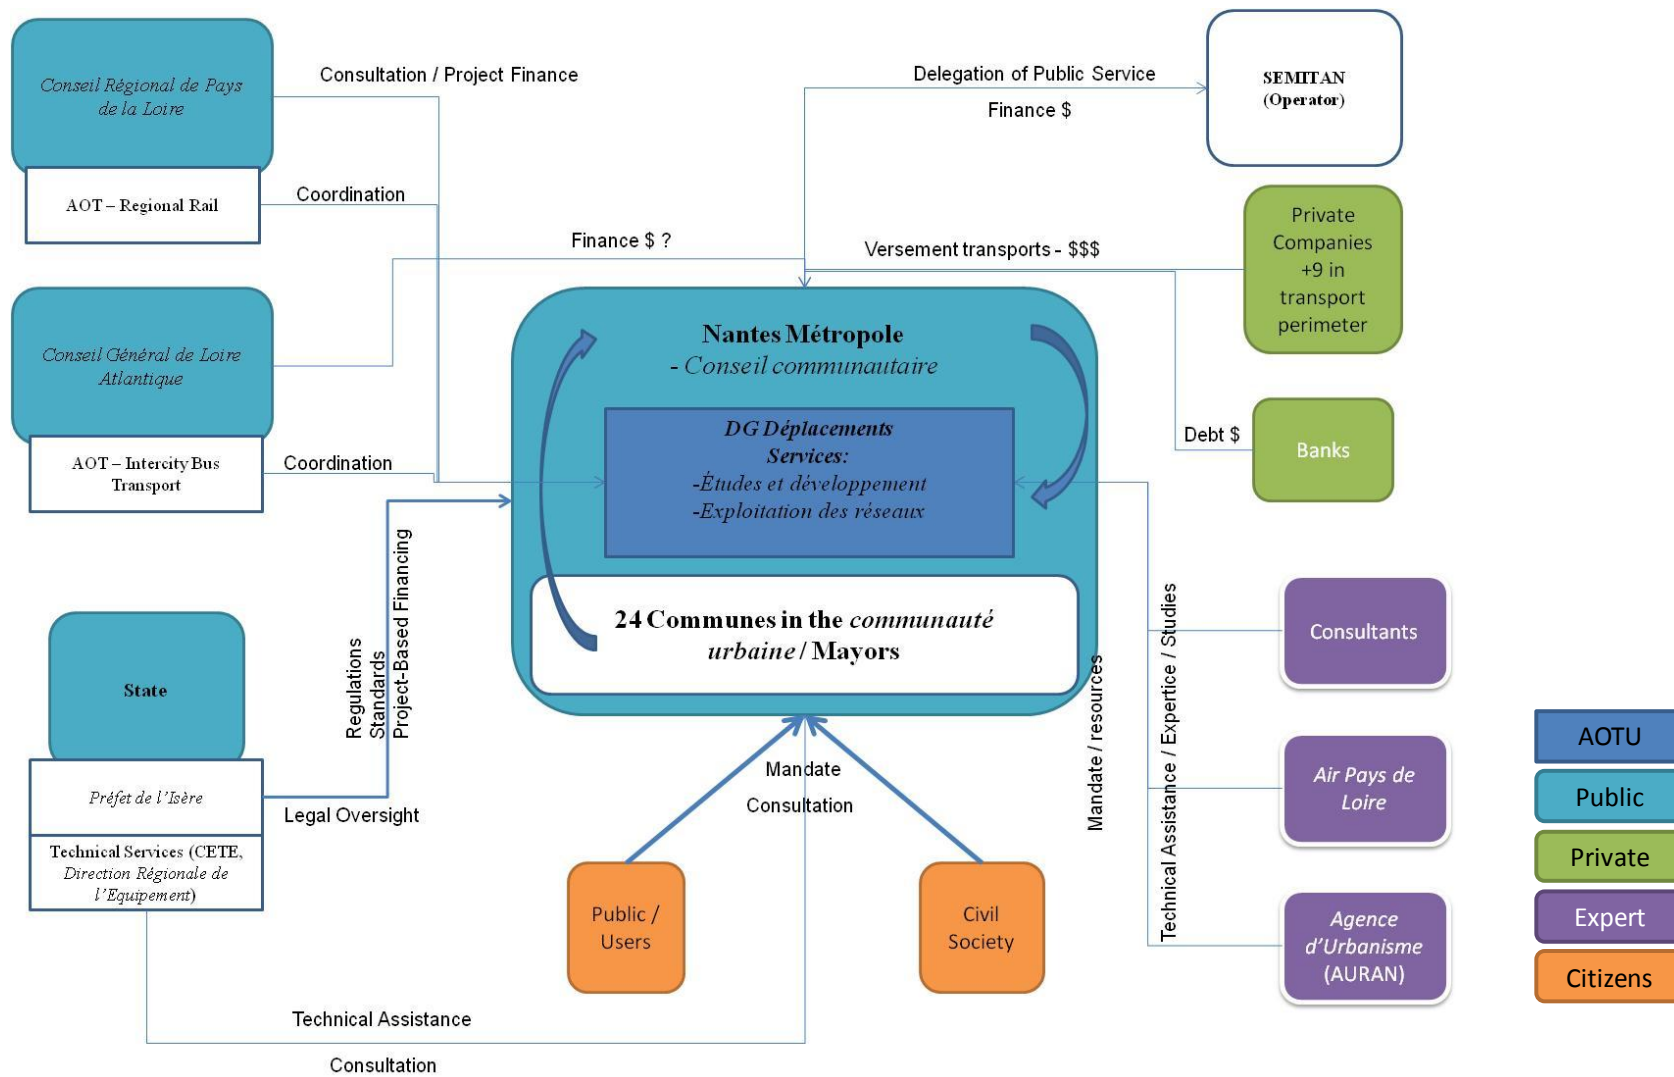 Conseil Régional de Pays
de la Loire
AOT – Regional Rail
Consultation / Project Finance
Coordination
Conseil Général de Loire
Atlantique
AOT – Intercity Bus
Transport
Finance $ ?
Coordination
State
Préfet de l’Isère
Technical Services (CETE,
Direction Régionale de
l’Equipement)
Regulations
Standards
Project-Based Financing
Legal Oversight
Technical Assistance
Consultation
Delegation of Public Service
Finance $
SEMITAN
(Operator)
Versement transports - $$$
Private
Companies
+9 in
transport
perimeter
Debt $
Banks
Nantes Métropole
- Conseil communautaire
DG Déplacements
Services:
-Études et développement
-Exploitation des réseaux
24 Communes in the communauté
urbaine / Mayors
Mandate
Consultation
Public /
Users
Civil
Society
Mandate / resources
Technical Assistance / Expertice / Studies
Consultants
Air Pays de
Loire
Agence
d’Urbanisme
(AURAN)
AOTU
Public
Private
Expert
Citizens